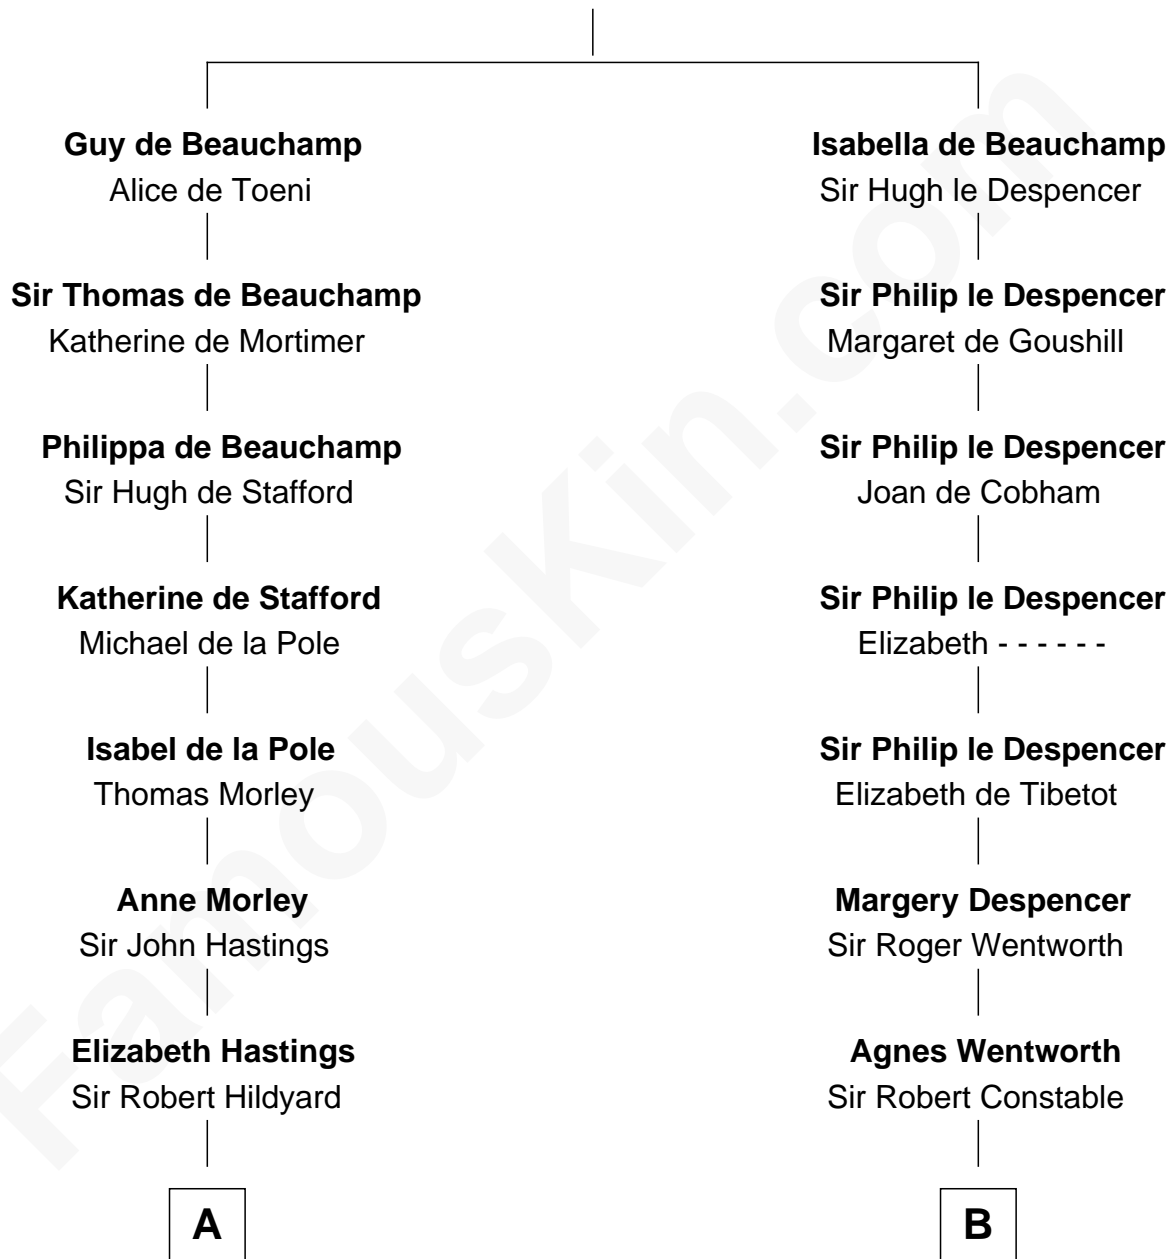 Guy de Beauchamp
Alice de Toeni
Isabella de Beauchamp
Sir Hugh le Despencer
Sir Thomas de Beauchamp
Katherine de Mortimer
Sir Philip le Despencer
Margaret de Goushill
Philippa de Beauchamp
Sir Hugh de Stafford
Sir Philip le Despencer
Joan de Cobham
Katherine de Stafford
Michael de la Pole
Sir Philip le Despencer
Elizabeth - - - - - -
Isabel de la Pole
Thomas Morley
Sir Philip le Despencer
Elizabeth de Tibetot
Anne Morley
Sir John Hastings
Margery Despencer
Sir Roger Wentworth
Elizabeth Hastings
Sir Robert Hildyard
Agnes Wentworth
Sir Robert Constable
A
B
FamousKin.com